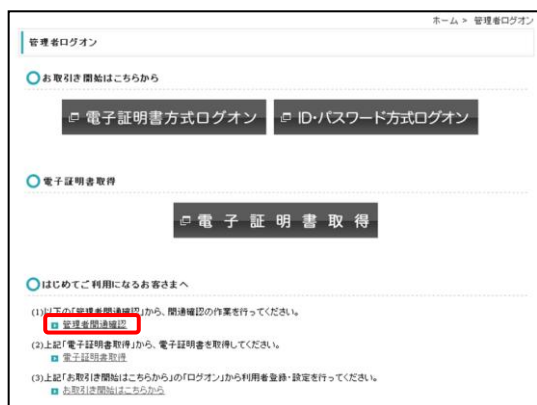 ホーム > 管理者ログオン
管理者ログオン
お取引き開始はこちらから
電子証明書方式ログオン
ID・パスワード方式ログオン
電子証明書取得
電子証明書取得
はじめてご利用になるお客さまへ
(1)以下の「管理者開通確認」から、開通確認の作業を行ってください。
管理者開通確認
(2)上記「電子証明書取得」から、電子証明書を取得してください。
電子証明書取得
(3)上記「お取引き開始はこちらから」の「ログオン」から利用者登録・設定を行ってください。
お取引き開始はこちらから